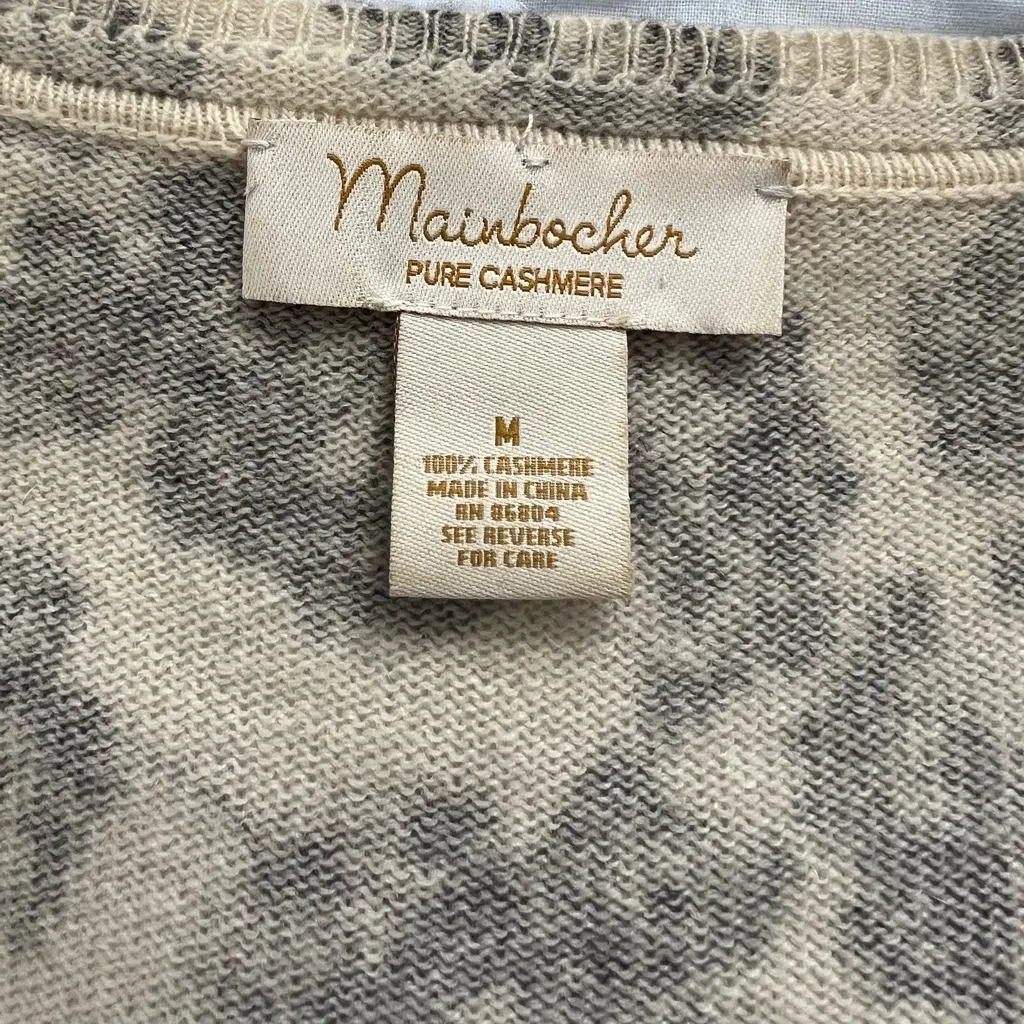 Mainbocher
PURE CASHMERE
M
100% CASHMERE
MADE IN CHINA
RN 86804
SEE REVERSE
FOR CARE